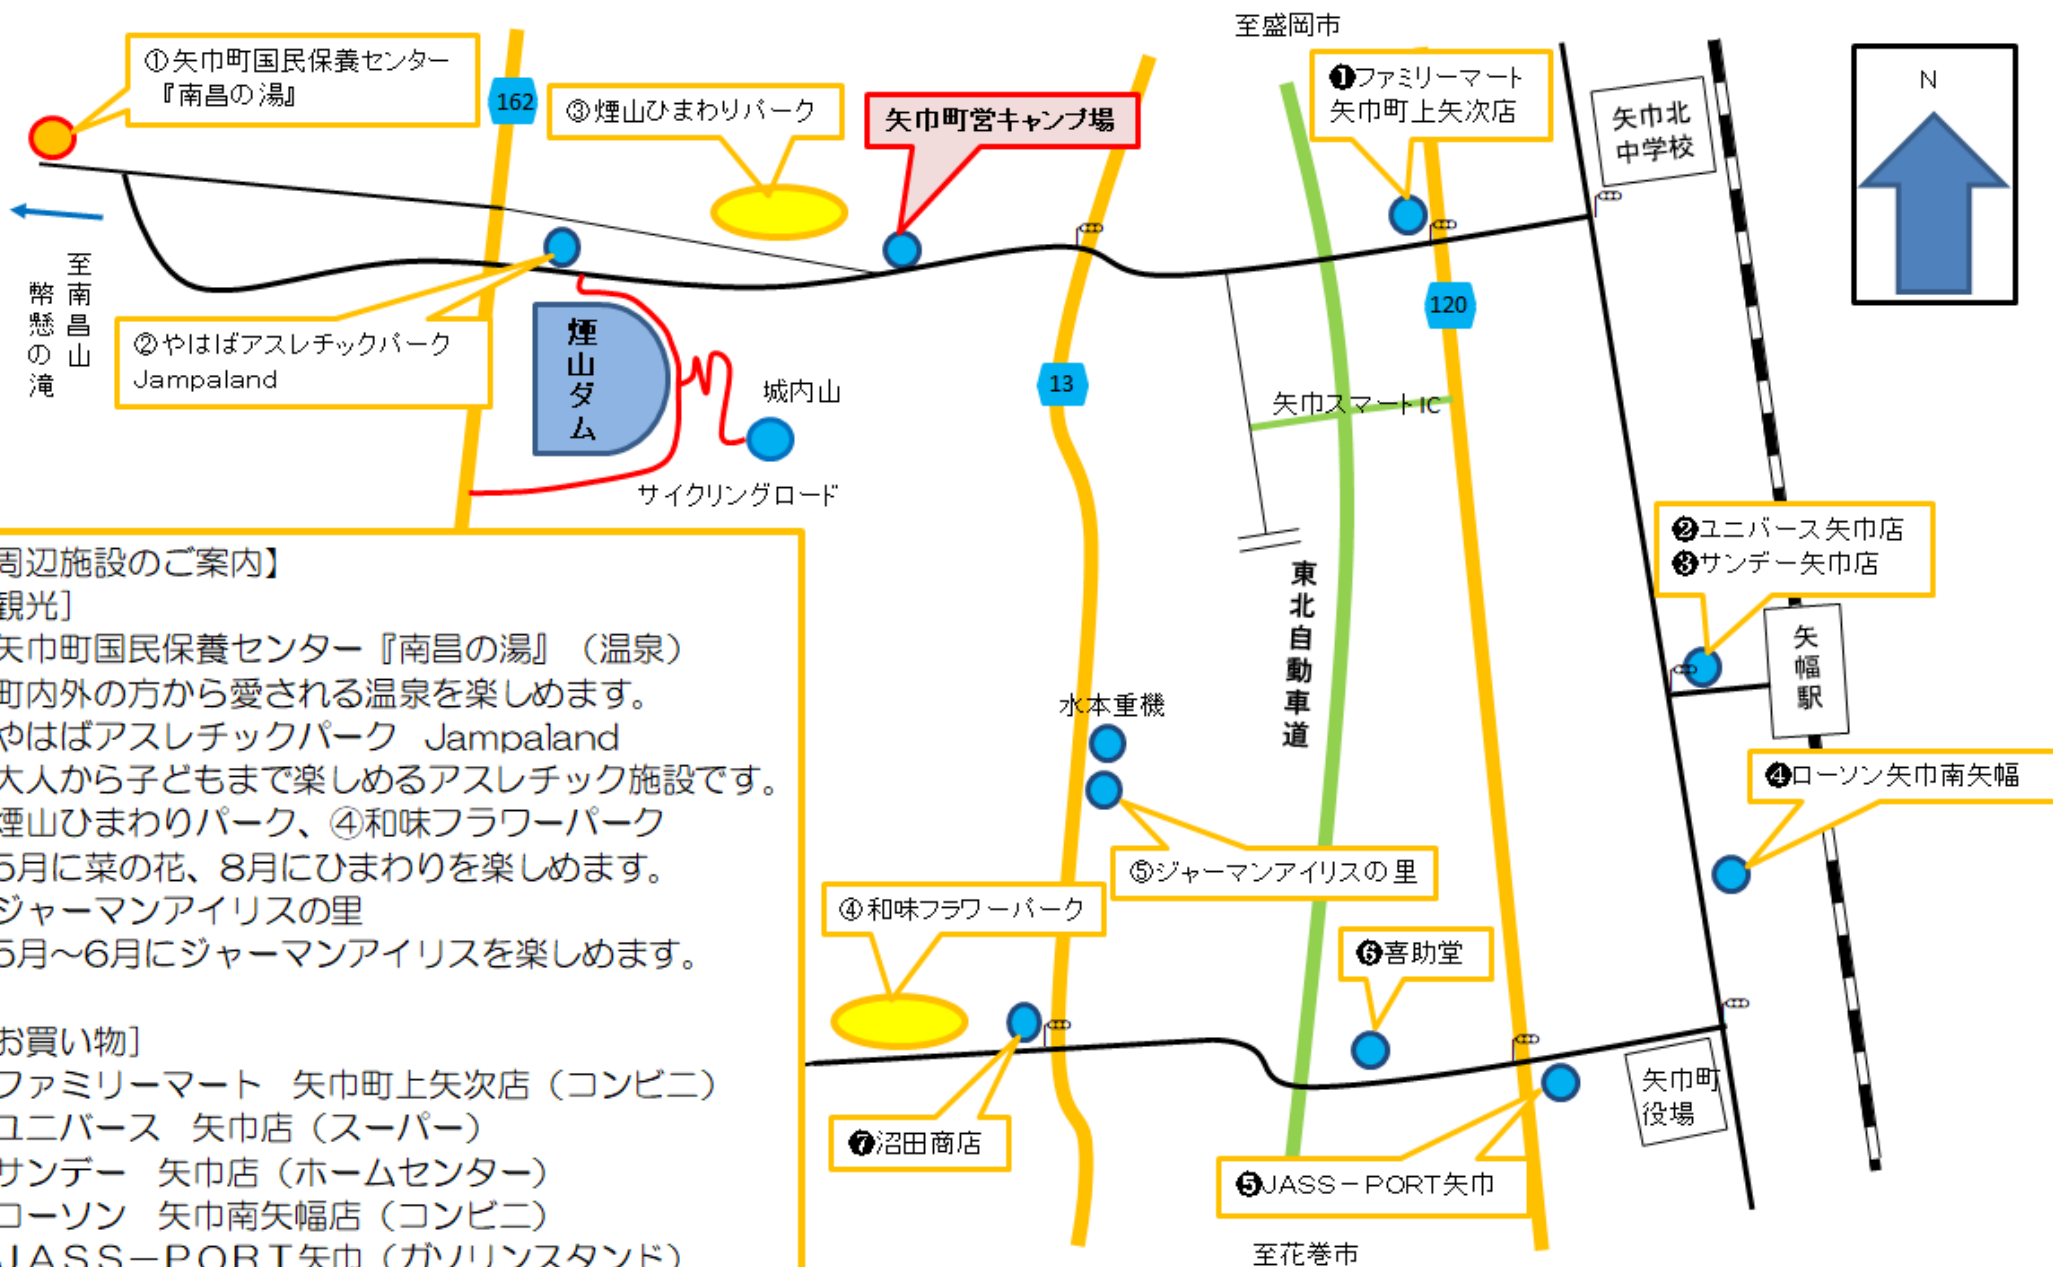 至盛岡市
①矢巾町国民保養センター
『南昌の湯』
162
③煙山ひまわりパーク
矢巾町営キャンプ場
❶ファミリーマート
矢巾町上矢次店
矢巾北
中学校
N
至南昌山
幣懸の滝
②やはばアスレチックパーク
Jampaland
煙山ダム
城内山
サイクリングロード
13
120
矢巾スマートIC
東北自動車道
❷ユニバース矢巾店
❸サンデー矢巾店
矢幅駅
❹ローソン矢巾南矢幅
水本重機
⑤ジャーマンアイリスの里
④和味フラワーパーク
❻喜助堂
❼沼田商店
❺JASS－PORT矢巾
矢巾町
役場
至花巻市
周辺施設のご案内】
観光］
矢巾町国民保養センター『南昌の湯』（温泉）
町内外の方から愛される温泉を楽しめます。
やはばアスレチックパーク Jampaland
大人から子どもまで楽しめるアスレチック施設です。
煙山ひまわりパーク、④和味フラワーパーク
5月に菜の花、8月にひまわりを楽しめます。
ジャーマンアイリスの里
5月～6月にジャーマンアイリスを楽しめます。
お買い物］
ファミリーマート 矢巾町上矢次店（コンビニ）
ユニバース 矢巾店（スーパー）
サンデー 矢巾店（ホームセンター）
ローソン 矢巾南矢幅店（コンビニ）
JASS－PORT矢巾（ガソリンスタンド）